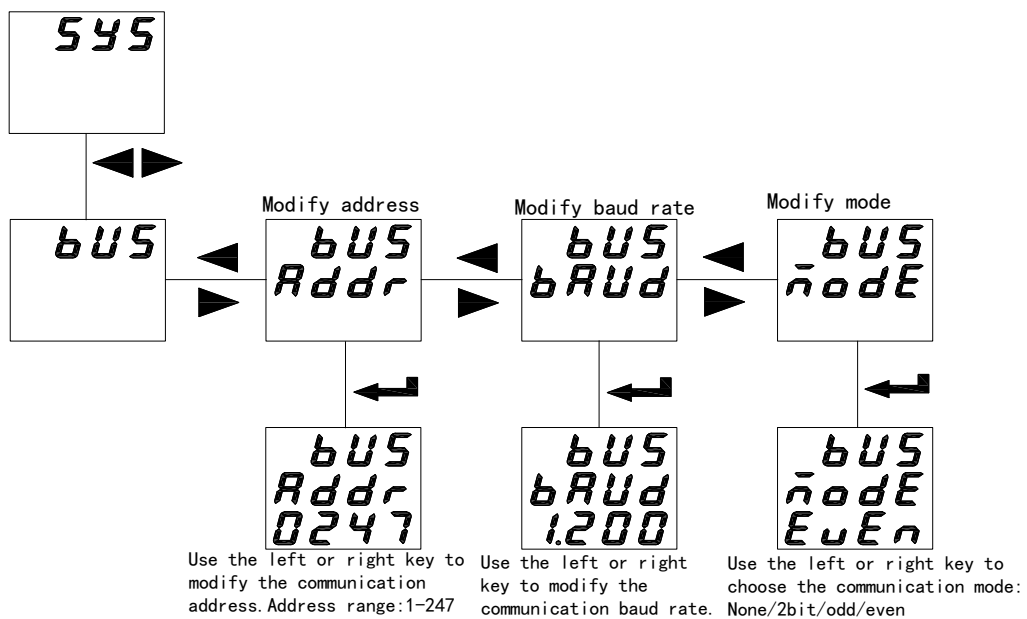 SYS
Modify address
Modify baud rate
Modify mode
bUS
bUS
Addr
bUS
bAUd
bUS
modE
bUS
Addr
0247
bUS
bAUd
1.200
bUS
modE
EvEn
Use the left or right key to
modify the communication
address. Address range:1-247
Use the left or right
key to modify the
communication baud rate.
Use the left or right key to
choose the communication mode:
None/2bit/odd/even